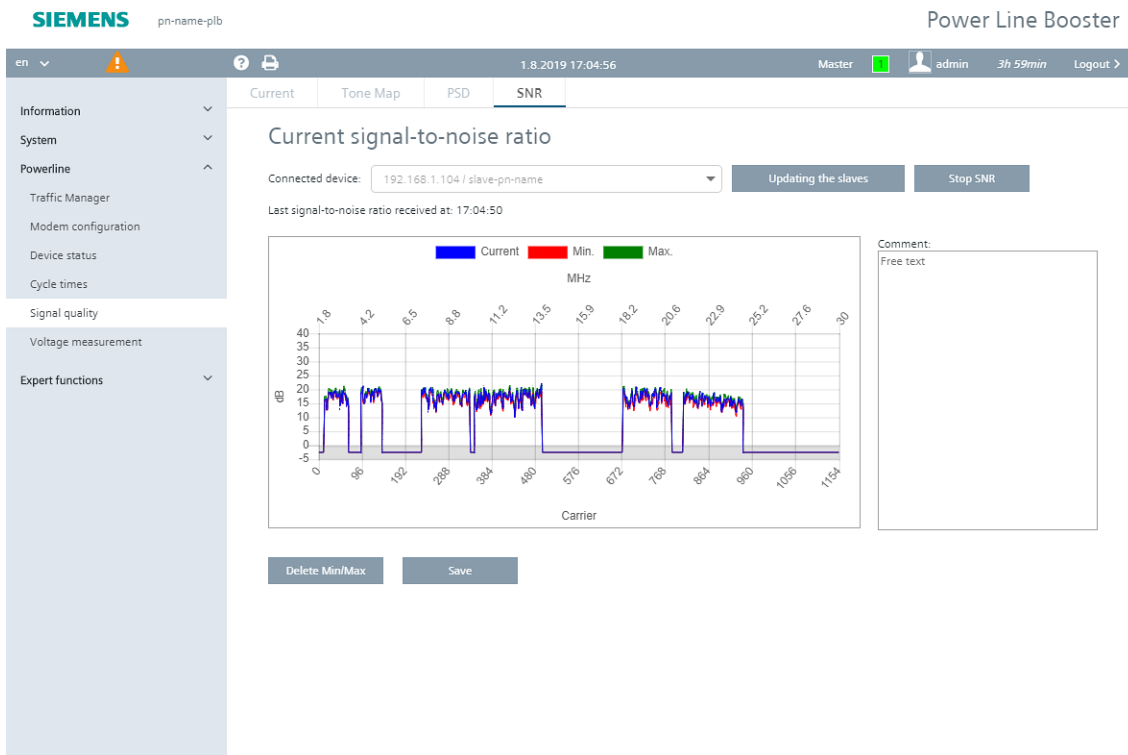 SIEMENS pn-name-plb Power Line Booster
en 1.8.2019 17:04:56 Master 1 admin 3h 59min Logout
Current Tone Map PSD SNR
Information
System
Powerline
Traffic Manager
Modem configuration
Device status
Cycle times
Signal quality
Voltage measurement
Expert functions
Current signal-to-noise ratio
Connected device: 192.168.1.104 / slave-pn-name Updating the slaves Stop SNR
Last signal-to-noise ratio received at: 17:04:50
Current Min. Max.
MHz
1.8 4.2 6.5 8.8 11.2 13.5 15.9 18.2 20.6 22.9 25.2 27.6 30
40
35
30
25
20
15
10
5
0
-5
dB
0 96 192 288 384 480 576 672 768 864 960 1056 1154
Carrier
Comment:
Free text
Delete Min/Max Save